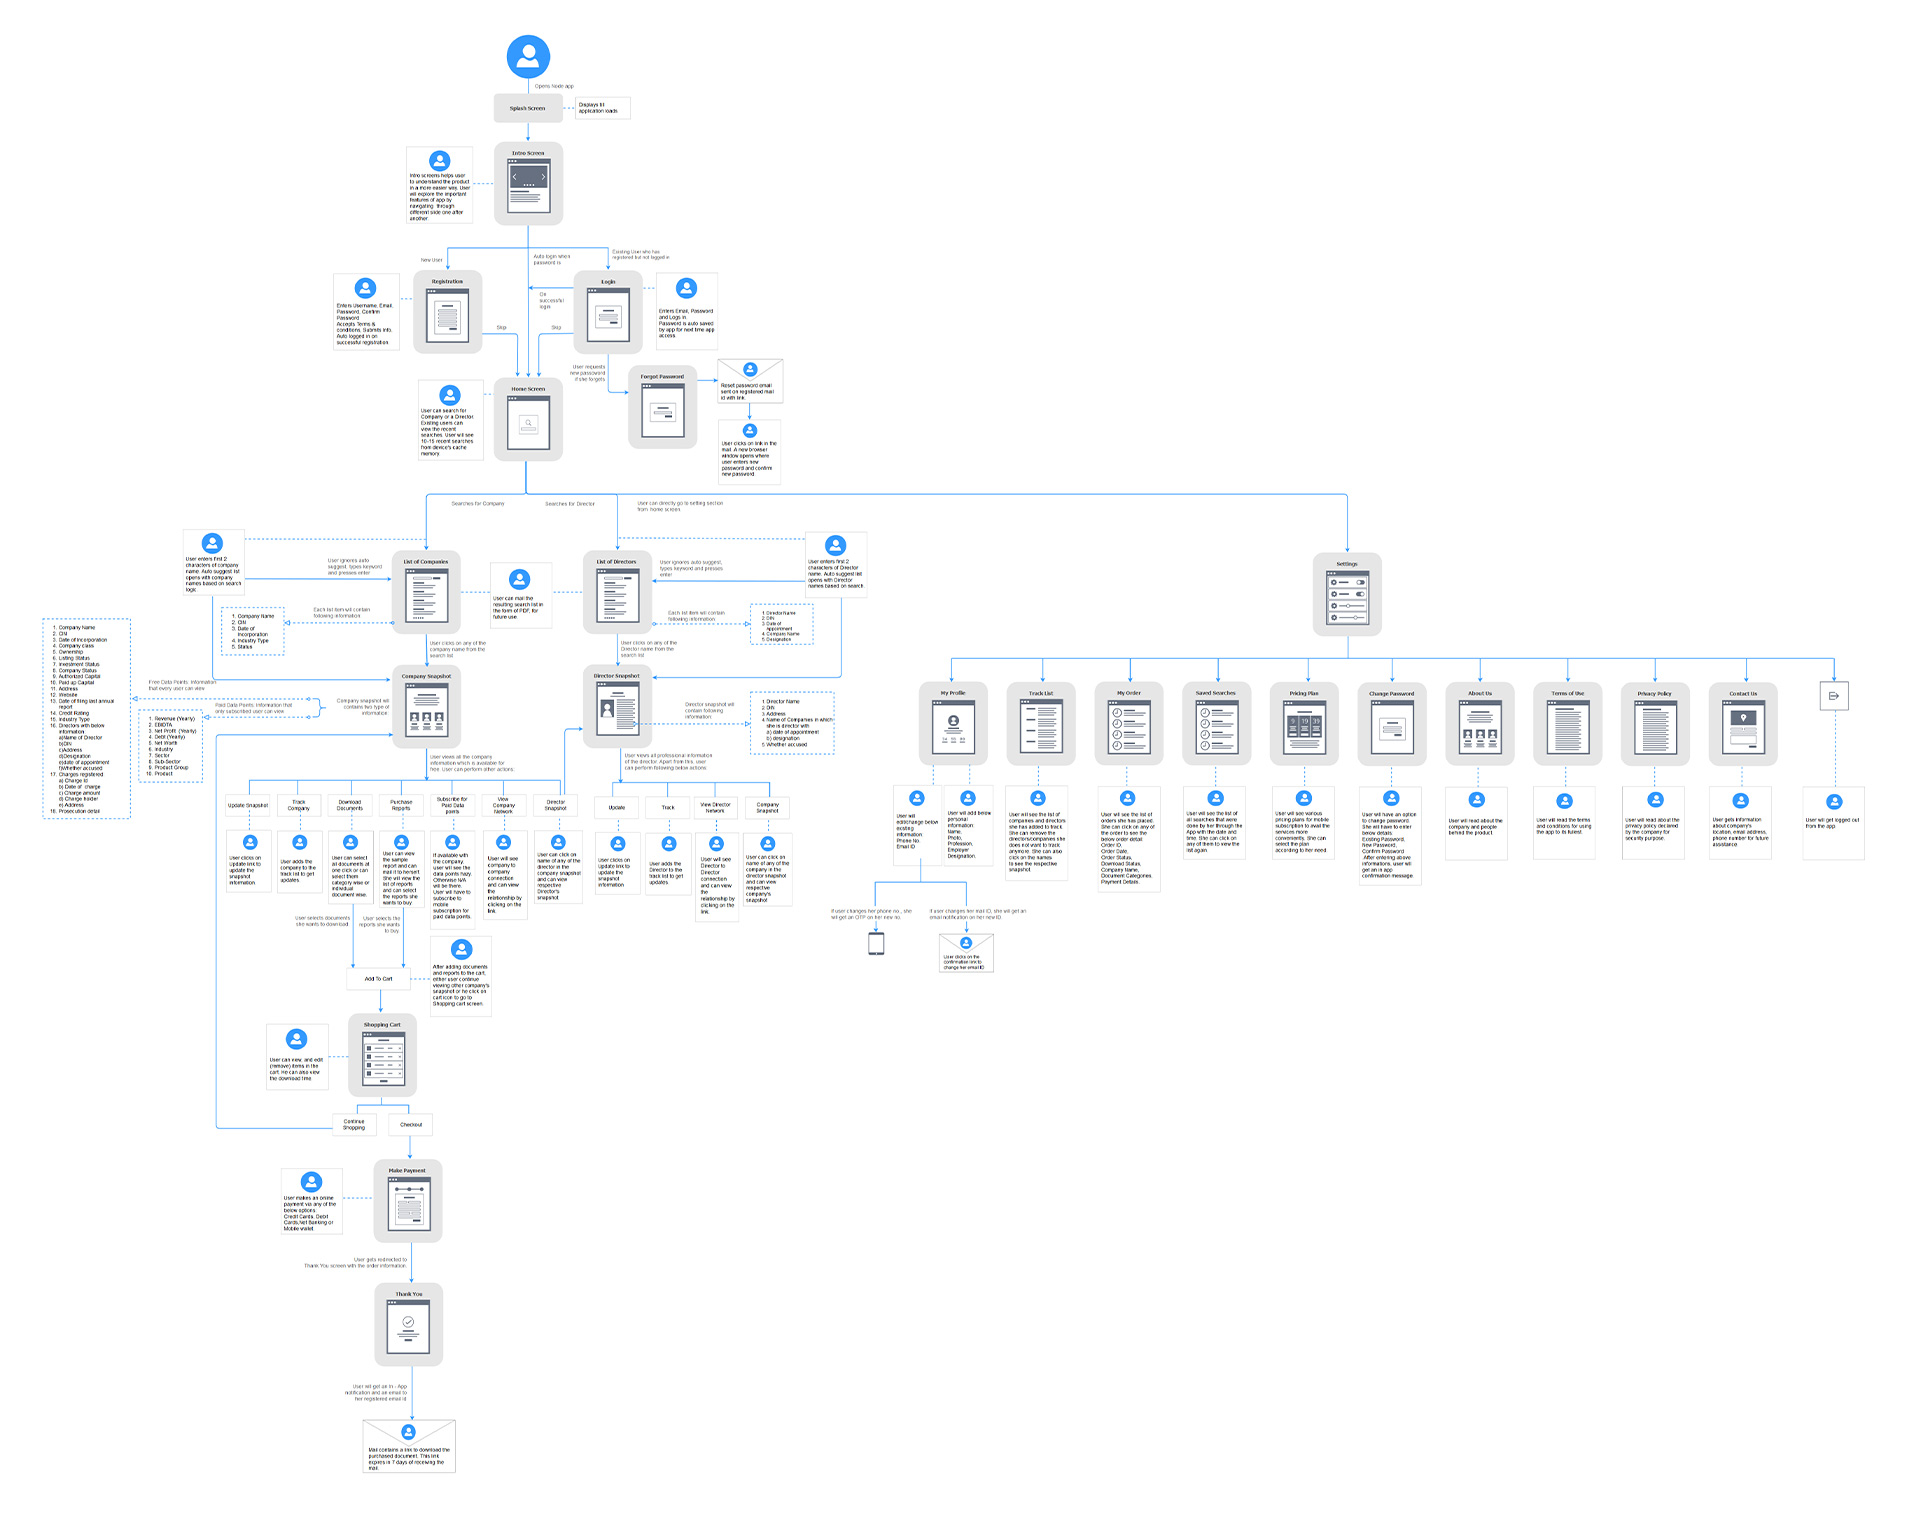 Opens Node app
Splash Screen
Displays till
application loads
Intro Screen
Intro screens helps user
to understand the product
in a more easier way. User
will explore the important
features of app by
navigating through
different slide one after
another.
New User
Auto login when
password is
Existing User who has
registered but not logged in
Registration
Enters Username, Email,
Password, Confirm
Password
Accepts Terms &
conditions, Submits Info.
Auto logged in on
successful registration
Login
On
successful
login
Enters Email, Password
and Logs in.
Password is auto saved
by app for next time app
access.
Skip
Skip
User requests
new password
if she forgets
Forgot Password
Reset password email
sent on registered mail
id with link.
User clicks on link in the
mail. A new browser
window opens where
user enters new
password and confirm
new password
Home Screen
User can search for
Company or a Director.
Existing users can
view the recent
searches. User will see
10-15 recent searches
from device's cache
memory.
Searches for Company
Searches for Director
User can directly go to setting section
from home screen.
User enters first 2
characters of company
name. Auto suggest list
opens with company
names based on search
logic
User ignores auto
suggest, types keyword
and presses enter
List of Companies
User can mail the
resulting search list in
the form of PDF, for
future use.
List of Directors
User ignores auto suggest,
types keyword and presses
enter
User enters first 2
characters of Director
name. Auto suggest list
opens with Director
names based on search.
Settings
Each list item will contain
following information
1. Company Name
2. CIN
3. Date of
Incorporation
4. Industry Type
5. Status
Each list item will contain
following information:
1. Director Name
2. DIN
3. Date of
appointment
4. Company Name
5. Designation
User clicks on any of the
company name from the
search list
User clicks on any of the
Director name from the
search list
1. Company Name
2. CIN
3. Date of Incorporation
4. Company class
5. Ownership
6. Listing Status
7. Investment Status
8. Company Status
9. Authorized Capital
10. Paid up Capital
11. Address
12. Website
13. Date of filing last annual
report
14. Credit Rating
15. Industry Type
16. Directors with below
information
a)Name of Director
b)DIN
c)Address
d)Designation
e)date of appointment
f)Whether accused
17. Charges registered
a) Charge Id
b) Date of charge
c) Charge amount
d) Charge holder
e) Address
18. Prosecution detail
Free Data Points: Information
that every user can view
Paid Data Points: Information that
only subscribed user can view
1. Revenue (Yearly)
2. EBIDTA
3. Net Profit (Yearly)
4. Debt (Yearly)
5. Net Worth
6. Industry
7. Sector
8. Sub-Sector
9. Product Group
10. Product
Company snapshot will
contains two type of
information:
Company Snapshot
Director Snapshot
Director snapshot will
contain following
information:
1. Director Name
2. DIN
3. Address
4. Name of Companies in which
she is director with
a) date of appointment
b) designation
5. Whether accused
User views all the company
information which is available for
free. User can perform other actions:
User views all professional information
of the director. Apart from this, user
can perform following below actions
Update Snapshot
Track
Company
Download
Documents
Purchase
Reports
Subscribe for
Paid Data
points
View
Company
Network
Director
Snapshot
Update
Track
View Director
Network
Company
Snapshot
User clicks on
Update link to
update the
snapshot
information.
User adds the
company to the
track list to get
updates.
User can select
all documents at
one click or can
select them
category wise or
individual
document wise.
User can view
the sample
report and can
mail it to herself.
She will view the
list of reports
and can select
the reports she
wants to buy
If available with
the company,
user will see the
data points hazy.
Otherwise N/A
will be there.
User will have to
subscribe to
mobile
subscription for
paid data points.
User will see
company to
company
connection
and can view
the
relationship by
clicking on the
link.
User can click on
name of any of the
director in the
company snapshot
and can view
respective
Director's
snapshot
User clicks on
Update link to
update the
snapshot
information
User adds the
Director to the
track list to get
updates.
User will see
Director to
Director
connection
and can view
the
relationship by
clicking on the
link.
User can click on
name of any of the
company in the
director snapshot
and can view
respective
company's
snapshot
User selects documents
she wants to download
User selects the
reports she wants
to buy
Add To Cart
After adding documents
and reports to the cart,
either user continue
viewing other company's
snapshot or he click on
cart icon to go to
Shopping cart screen.
Shopping Cart
User can view, and edit
(remove) items in the
cart. He can also view
the download time.
Continue
Shopping
Checkout
Make Payment
User makes an online
payment via any of the
below options
Credit Cards, Debit
Cards,Net Banking or
Mobile wallet
User gets redirected to
Thank You screen with the order information.
Thank You
User will get an In - App
notification and an email to
her registered email id
Mail contains a link to download the
purchased document. This link
expires in 7 days of receiving the
mail.
My Profile
Track List
My Order
Saved Searches
Pricing Plan
9 19 39
Change Password
About Us
Terms of Use
Privacy Policy
Contact Us
User will
edit/change below
existing
information.
Phone No.
Email ID
User will add below
personal
information
Name,
Photo,
Profession,
Employer
Designation.
User will see the list of
companies and directors
she has added to track.
She can remove the
directors/companies she
does not want to track
anymore. She can also
click on the names
to see the respective
snapshot
User will see the list of
orders she has placed.
She can click on any of
the order to see the
below order detail.
Order ID,
Order Date,
Order Status,
Download Status,
Company Name,
Document Categories.
Payment Details.
User will see the list of
all searches that were
done by her through the
App with the date and
time. She can click on
any of them to view the
list again.
User will see various
pricing plans for mobile
subscription to avail the
services more
conveniently. She can
select the plan
according to her need.
User will have an option
to change password.
She will have to enter
below details.
Existing Password,
New Password,
Confirm Password
After entering above
informations, user will
get an in app
confirmation message.
User will read about the
company and people
behind the product.
User will read the terms
and conditions for using
the app to its fullest
User will read about the
privacy policy declared
by the company for
security purpose.
User gets information
about company's
location, email address,
phone number for future
assistance
User will get logged out
from the app.
If user changes her phone no., she
will get an OTP on her new no.
If user changes her mail ID, she will get an
email notification on her new ID
User clicks on the
confirmation link to
change her email ID